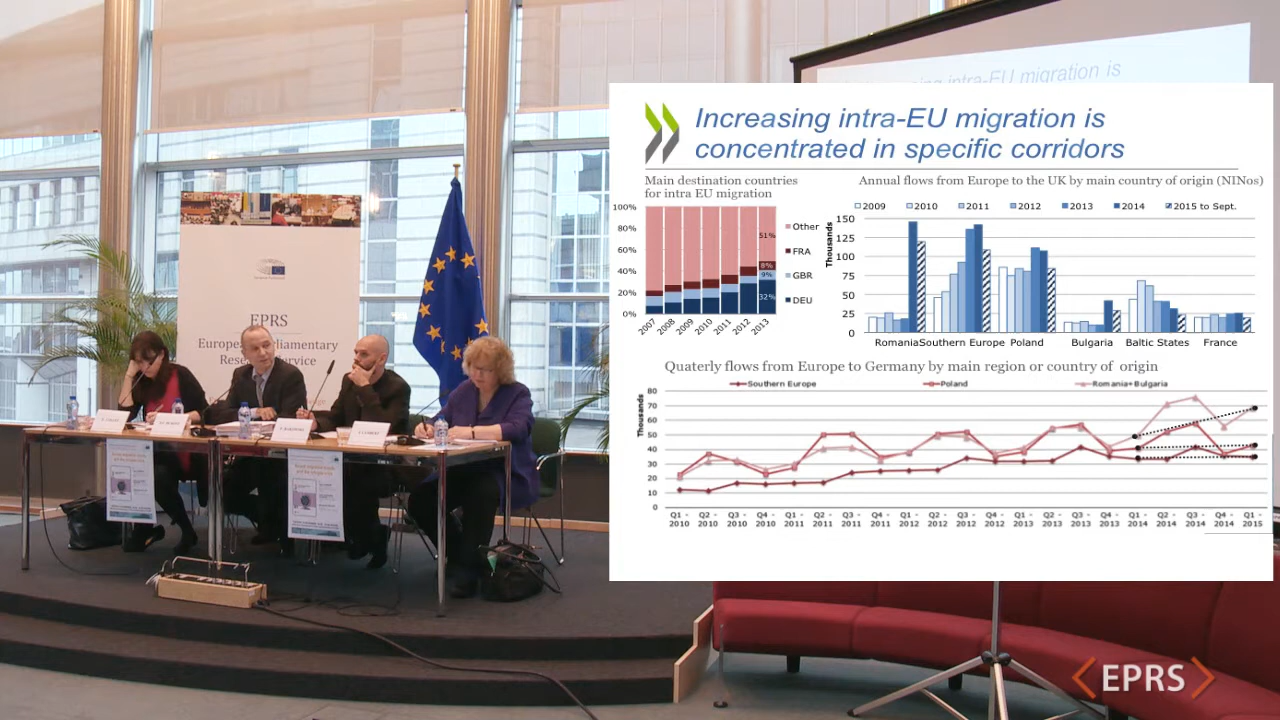 ing intra-EU migration is
Increasing intra-EU migration is
concentrated in specific corridors
Main destination countries
for intra EU migration
100%
80%
60%
40%
20%
0%
51%
8%
9%
32%
Other
FRA
GBR
DEU
2007
2008
2009
2010
2011
2012
2013
Annual flows from Europe to the UK by main country of origin (NINos)
2009 2010 2011 2012 2013 2014 2015 to Sept.
Thousands
150
125
100
75
50
25
0
Romania Southern Europe Poland Bulgaria Baltic States France
Quaterly flows from Europe to Germany by main region or country of origin
Southern Europe Poland Romania+Bulgaria
Thousands
80
70
60
50
40
30
20
10
0
Q1 - 2010 Q2 - 2010 Q3 - 2010 Q4 - 2010 Q1 - 2011 Q2 - 2011 Q3 - 2011 Q4 - 2011 Q1 - 2012 Q2 - 2012 Q3 - 2012 Q4 - 2012 Q1 - 2013 Q2 - 2013 Q3 - 2013 Q4 - 2013 Q1 - 2014 Q2 - 2014 Q3 - 2014 Q4 - 2014 Q1 - 2015
EPRS
Parliamentary
EPRS